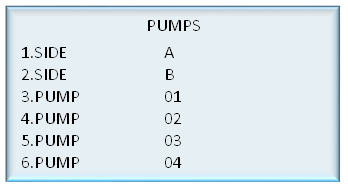 PUMPS
1.SIDE A
2.SIDE B
3.PUMP 01
4.PUMP 02
5.PUMP 03
6.PUMP 04